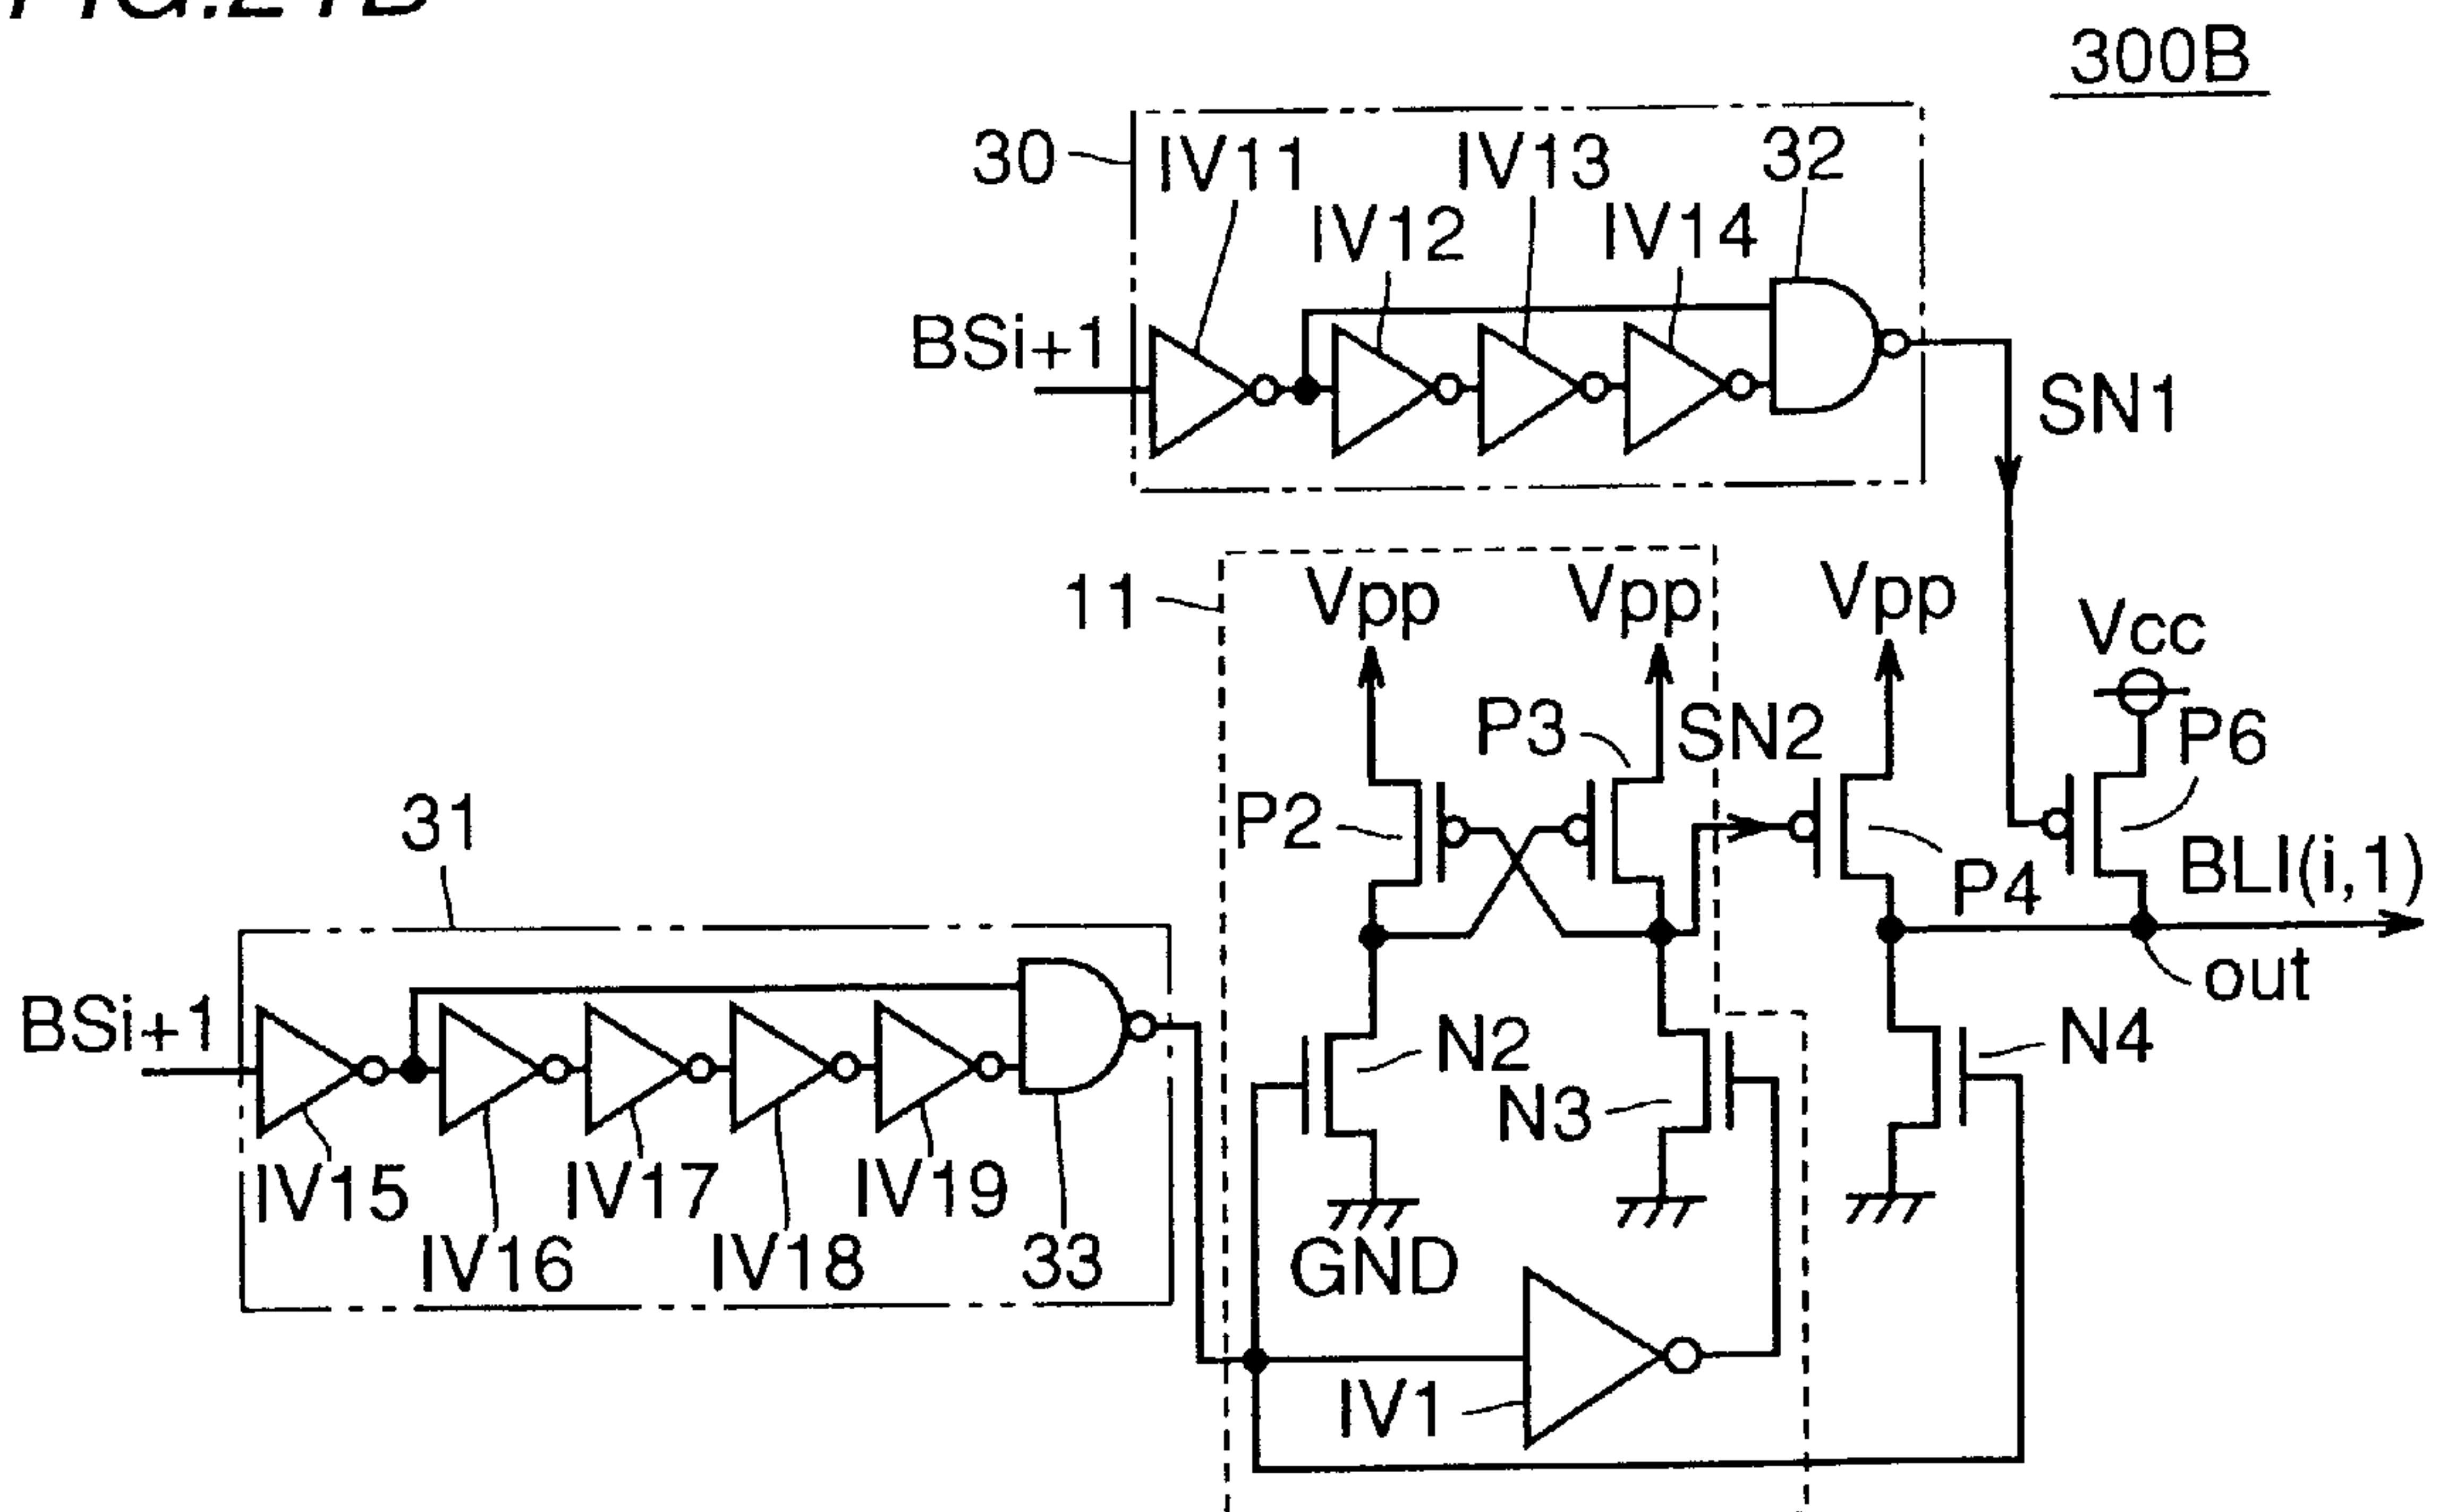 300B
30
IV11
IV13
32
IV12
IV14
BSi+1
SN1
11
Vpp
Vpp
Vpp
Vcc
P3
SN2
P6
P2
31
P4
BLI(i,1)
out
BSi+1
N2
N4
N3
IV15
IV17
IV19
IV16
IV18
33
GND
IV1